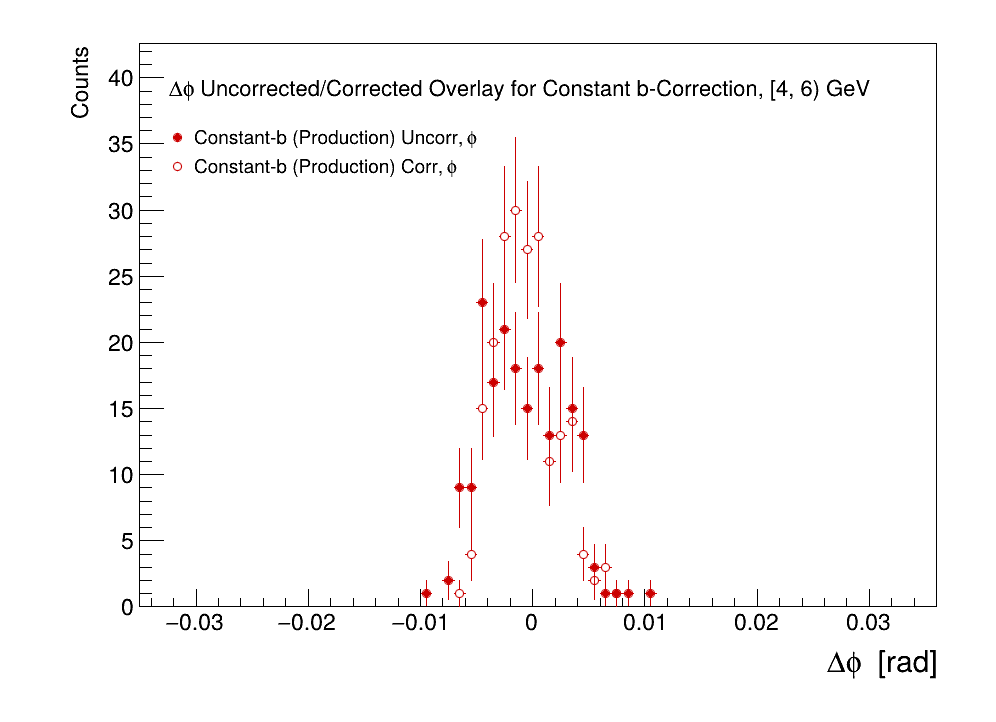 Counts
40
35
30
25
20
15
10
5
0
Δϕ Uncorrected/Corrected Overlay for Constant b-Correction, [4, 6) GeV
Constant-b (Production) Uncorr, ϕ
Constant-b (Production) Corr, ϕ
−0.03 −0.02 −0.01 0 0.01 0.02 0.03
Δϕ [rad]